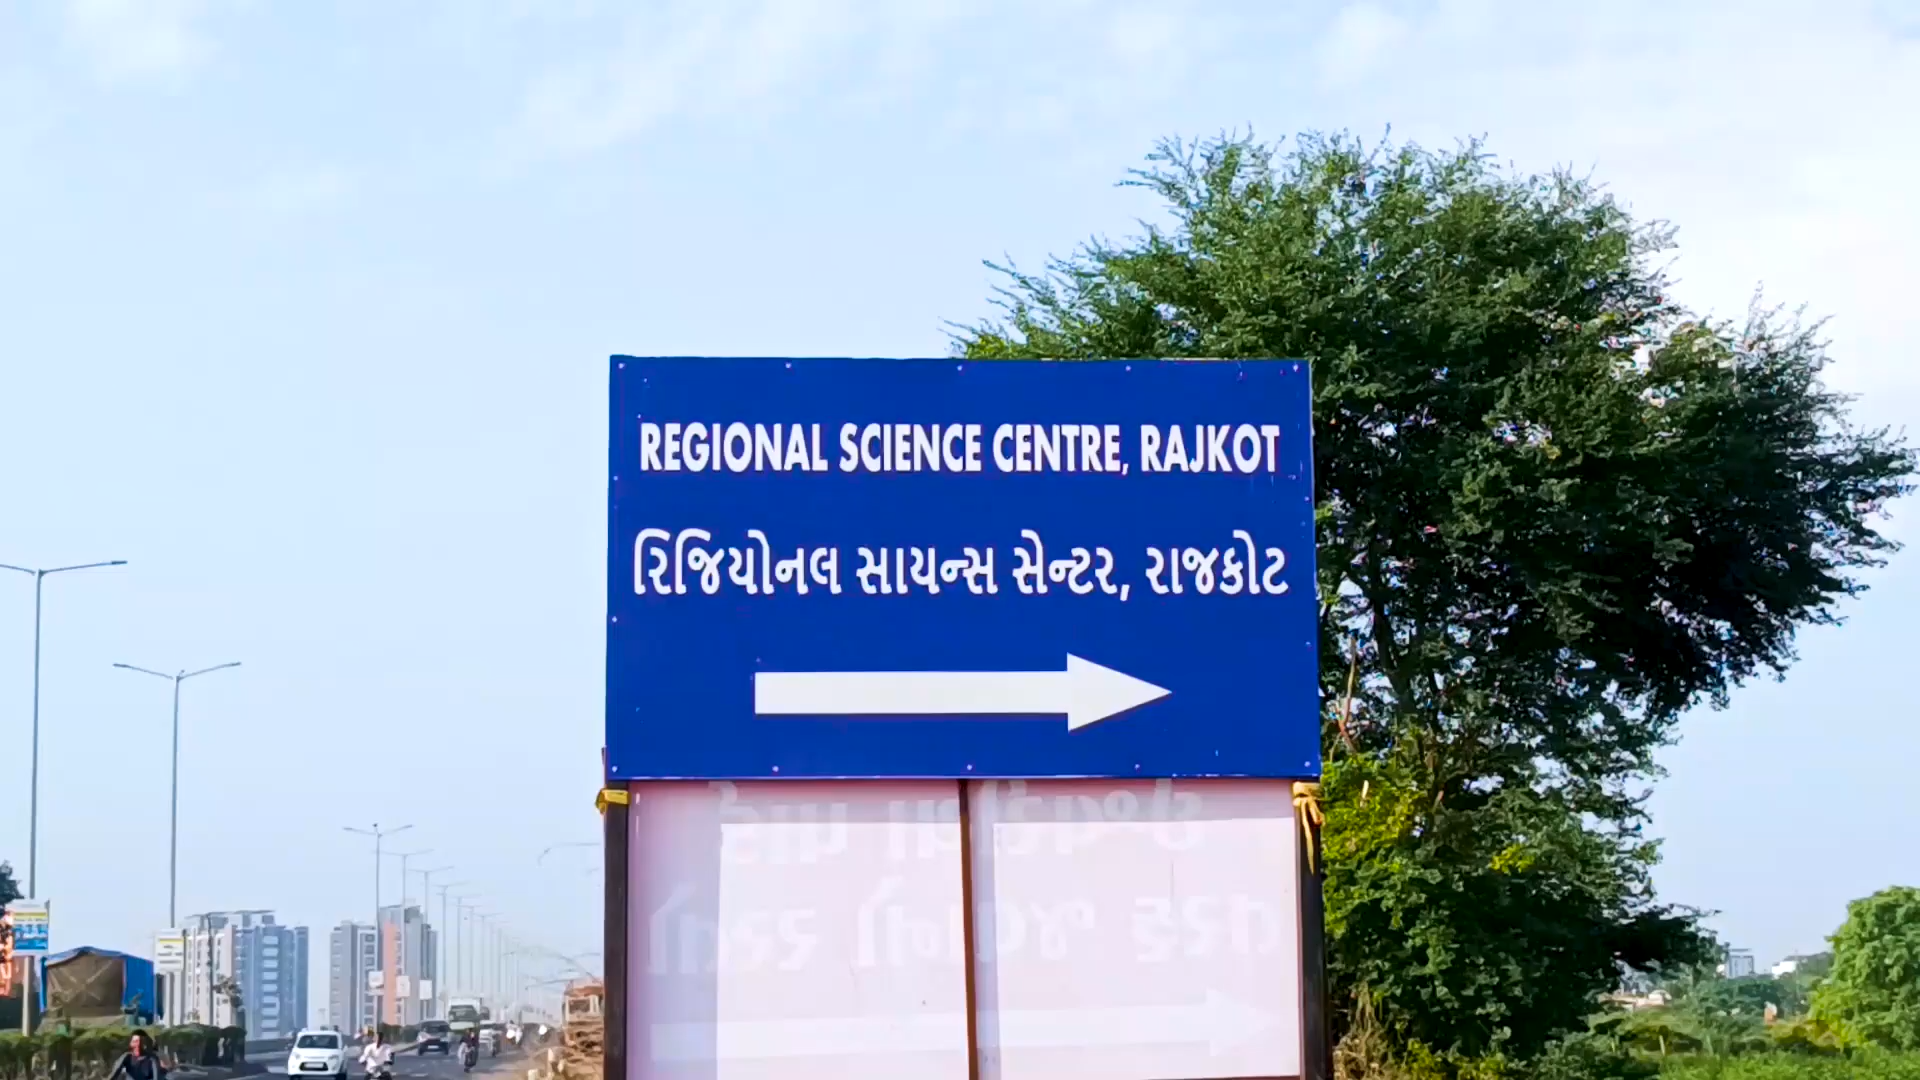 REGIONAL SCIENCE CENTRE, RAJKOT
રિજિયોનલ સાયન્સ સેન્ટર, રાજકોટ